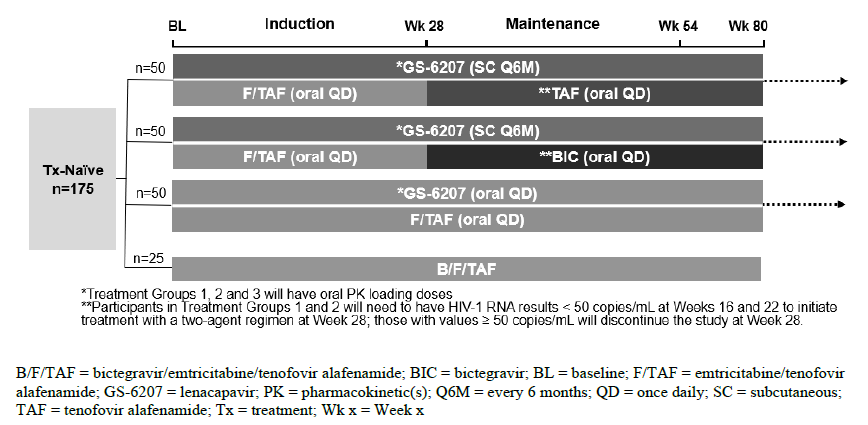 Induction Maintenance
BL Wk 28 Wk 54 Wk 80
n=50 *GS-6207 (SC Q6M)
F/TAF (oral QD) **TAF (oral QD)
n=50 *GS-6207 (SC Q6M)
F/TAF (oral QD) **BIC (oral QD)
Tx-Naïve
n=175
n=50 *GS-6207 (oral QD)
F/TAF (oral QD)
n=25 B/F/TAF
*Treatment Groups 1, 2 and 3 will have oral PK loading doses
**Participants in Treatment Groups 1 and 2 will need to have HIV-1 RNA results < 50 copies/mL at Weeks 16 and 22 to initiate
treatment with a two-agent regimen at Week 28; those with values ≥ 50 copies/mL will discontinue the study at Week 28.
B/F/TAF = bictegravir/emtricitabine/tenofovir alafenamide; BIC = bictegravir; BL = baseline; F/TAF = emtricitabine/tenofovir
alafenamide; GS-6207 = lenacapavir; PK = pharmacokinetic(s); Q6M = every 6 months; QD = once daily; SC = subcutaneous;
TAF = tenofovir alafenamide; Tx = treatment; Wk x = Week x